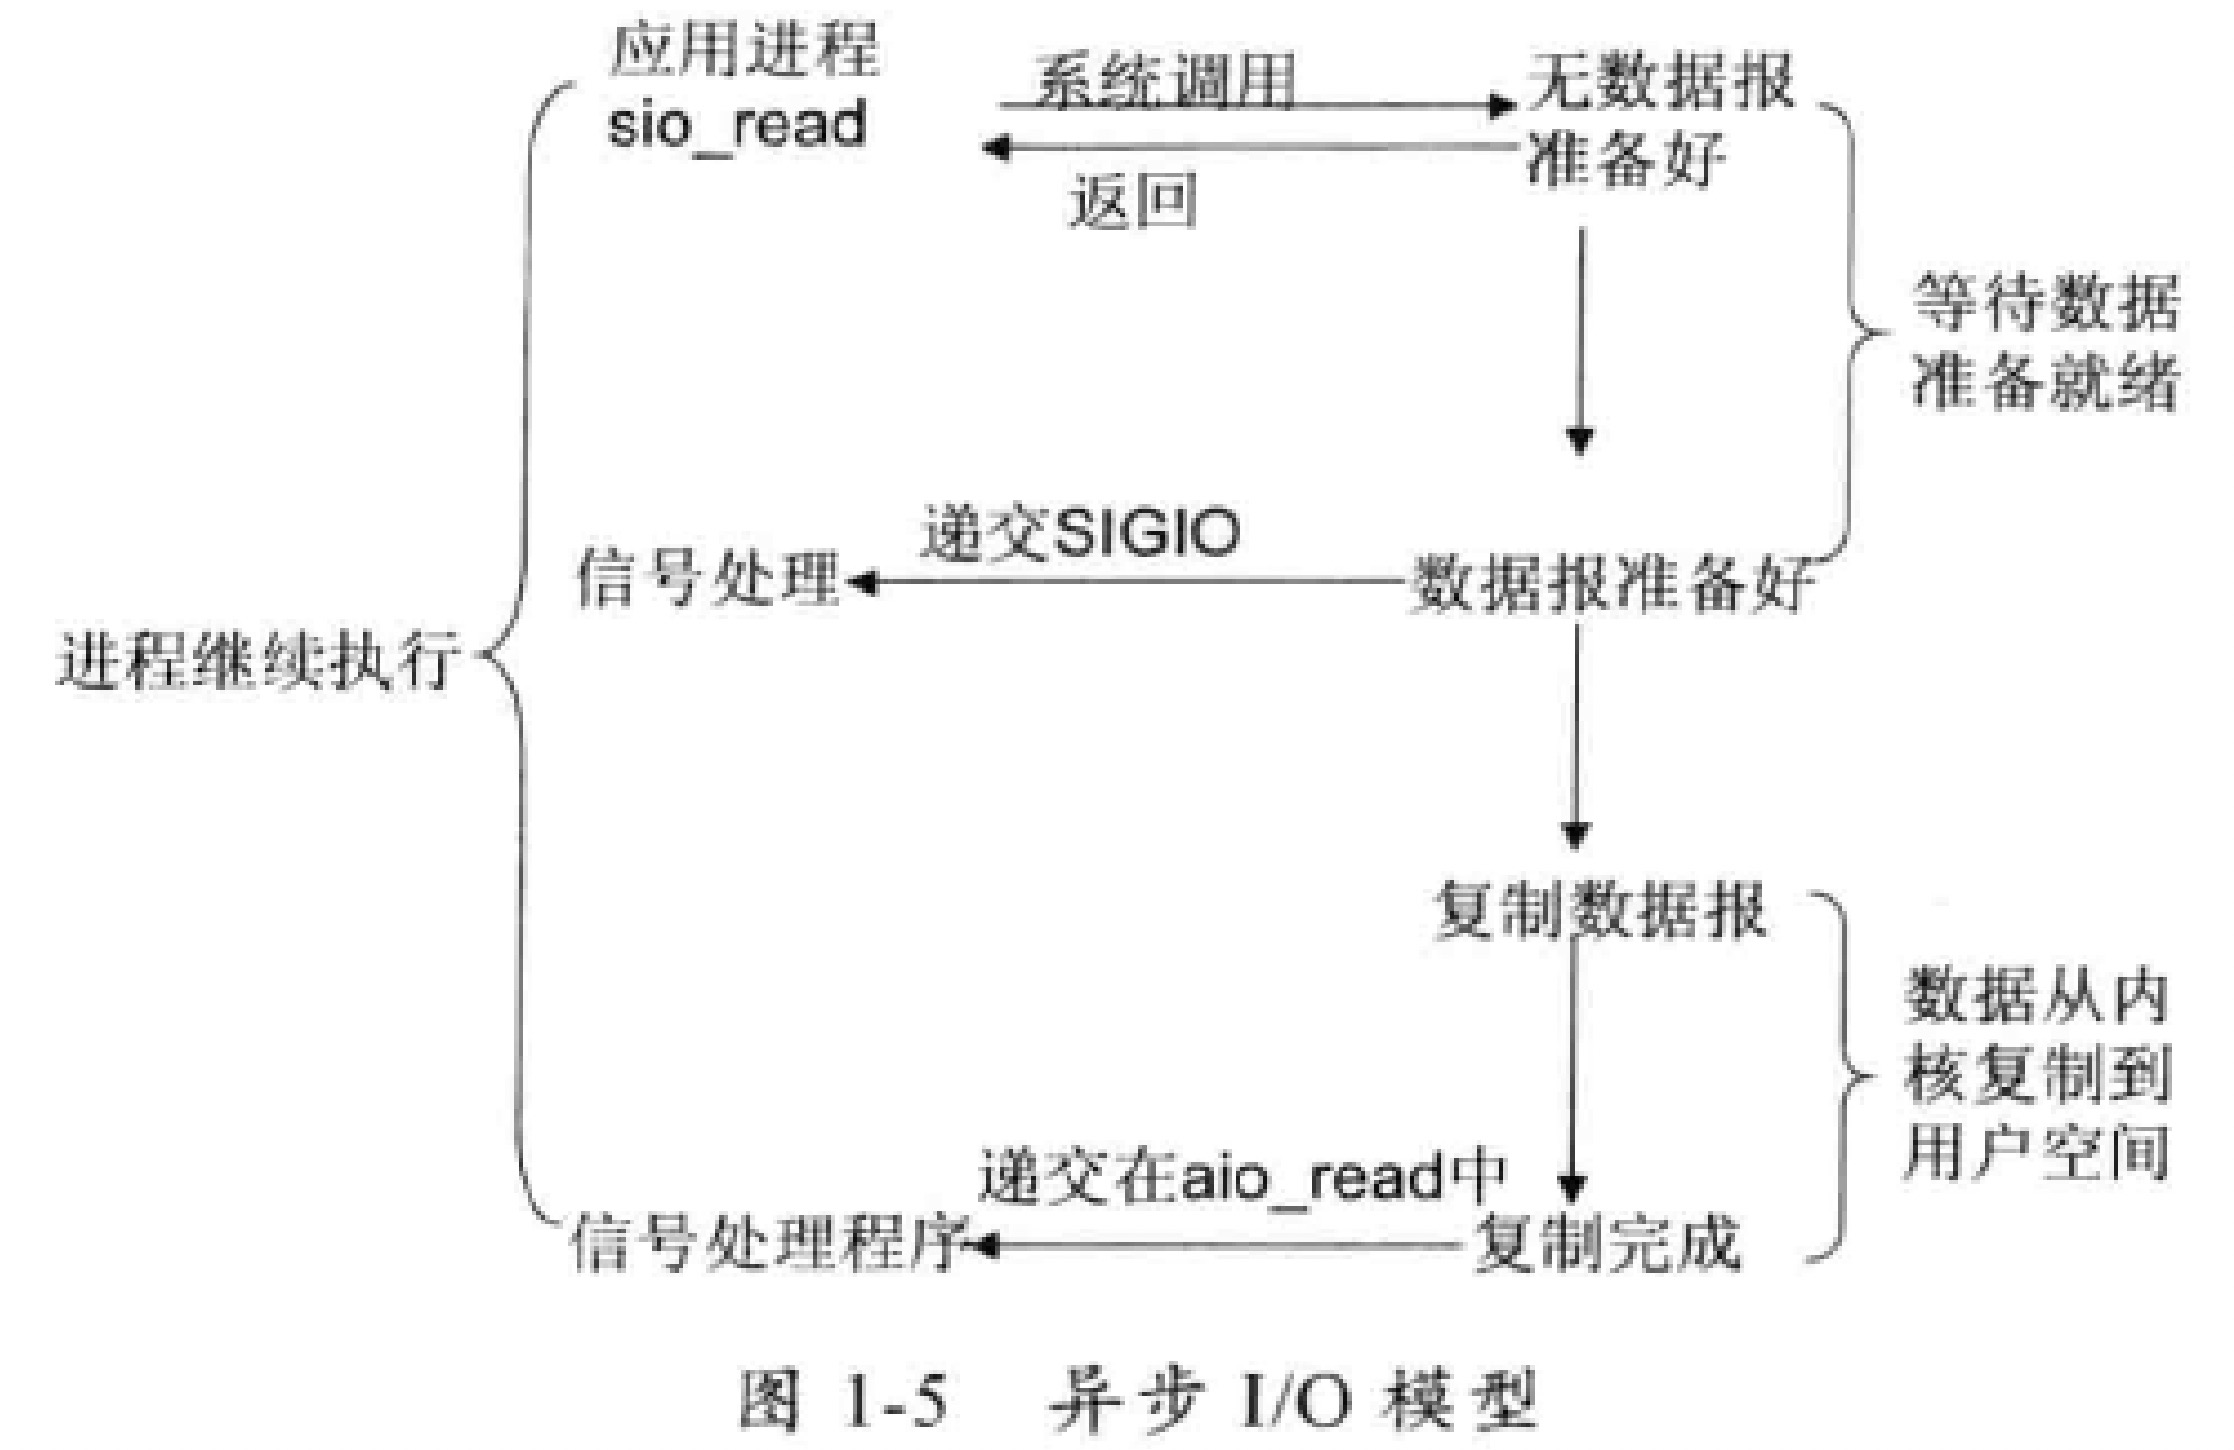 应用进程
sio_read
系统调用
返回
无数据报
准备好
等待数据
准备就绪
递交SIGIO
信号处理
数据报准备好
进程继续执行
复制数据报
数据从内
核复制到
用户空间
递交在aio_read中
信号处理程序
复制完成
图 1-5 异步 I/O 模型